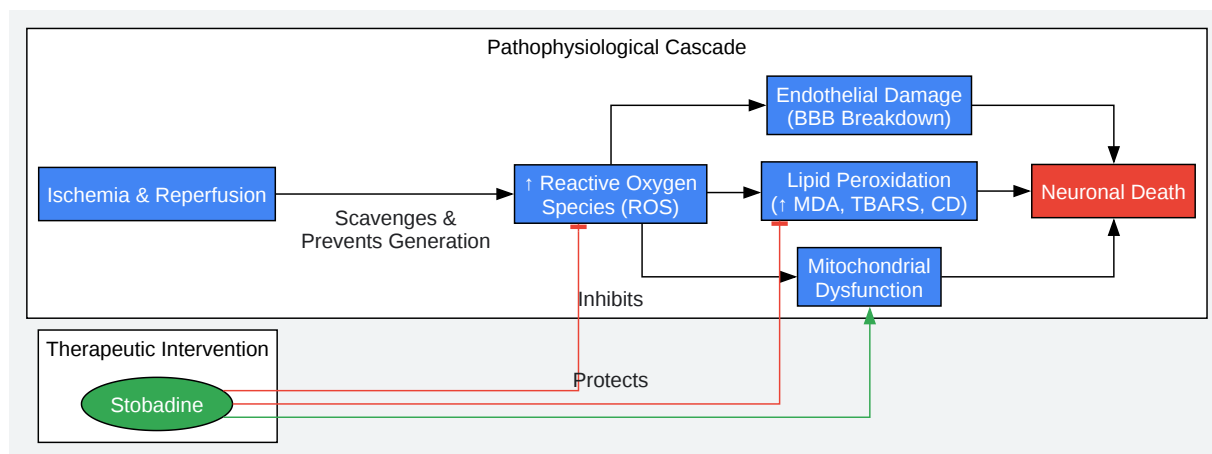 Pathophysiological Cascade
Endothelial Damage
(BBB Breakdown)
Ischemia & Reperfusion
↑ Reactive Oxygen
Species (ROS)
Lipid Peroxidation
(↑ MDA, TBARS, CD)
Neuronal Death
Scavenges &
Prevents Generation
Mitochondrial
Dysfunction
Inhibits
Therapeutic Intervention
Protects
Stobadine